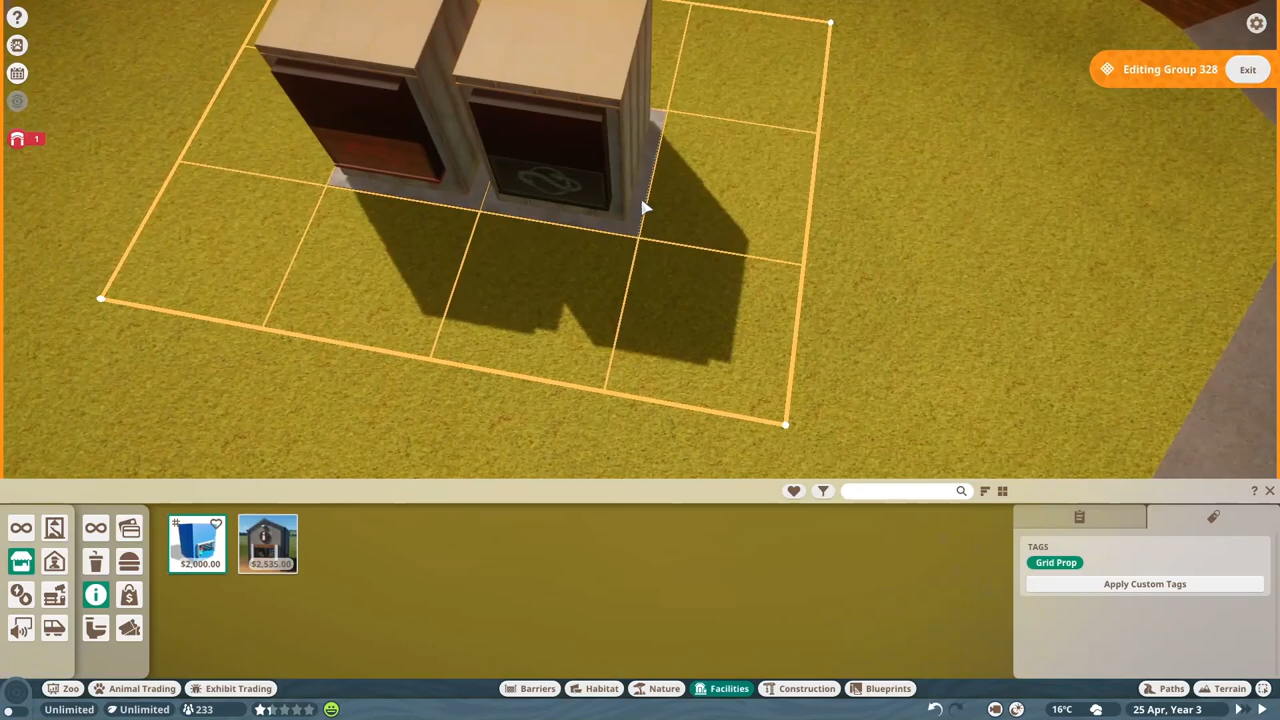 Editing Group 328
Exit
1
$2,000.00
$2,535.00
TAGS
Grid Prop
Apply Custom Tags
Zoo
Animal Trading
Exhibit Trading
Barriers
Habitat
Nature
Facilities
Construction
Blueprints
Paths
Terrain
Unlimited
Unlimited
233
16°C
25 Apr, Year 3